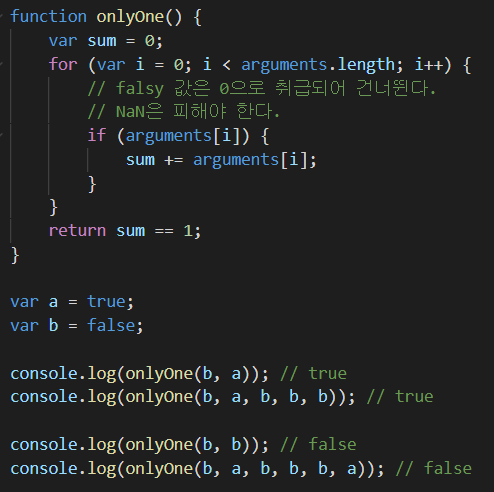 function onlyOne() {
    var sum = 0;
    for (var i = 0; i < arguments.length; i++) {
        // falsy 값은 0으로 취급되어 건너뛴다.
        // NaN은 피해야 한다.
        if (arguments[i]) {
            sum += arguments[i];
        }
    }
    return sum == 1;
}

var a = true;
var b = false;

console.log(onlyOne(b, a)); // true
console.log(onlyOne(b, a, b, b, b)); // true

console.log(onlyOne(b, b)); // false
console.log(onlyOne(b, a, b, b, b, a)); // false